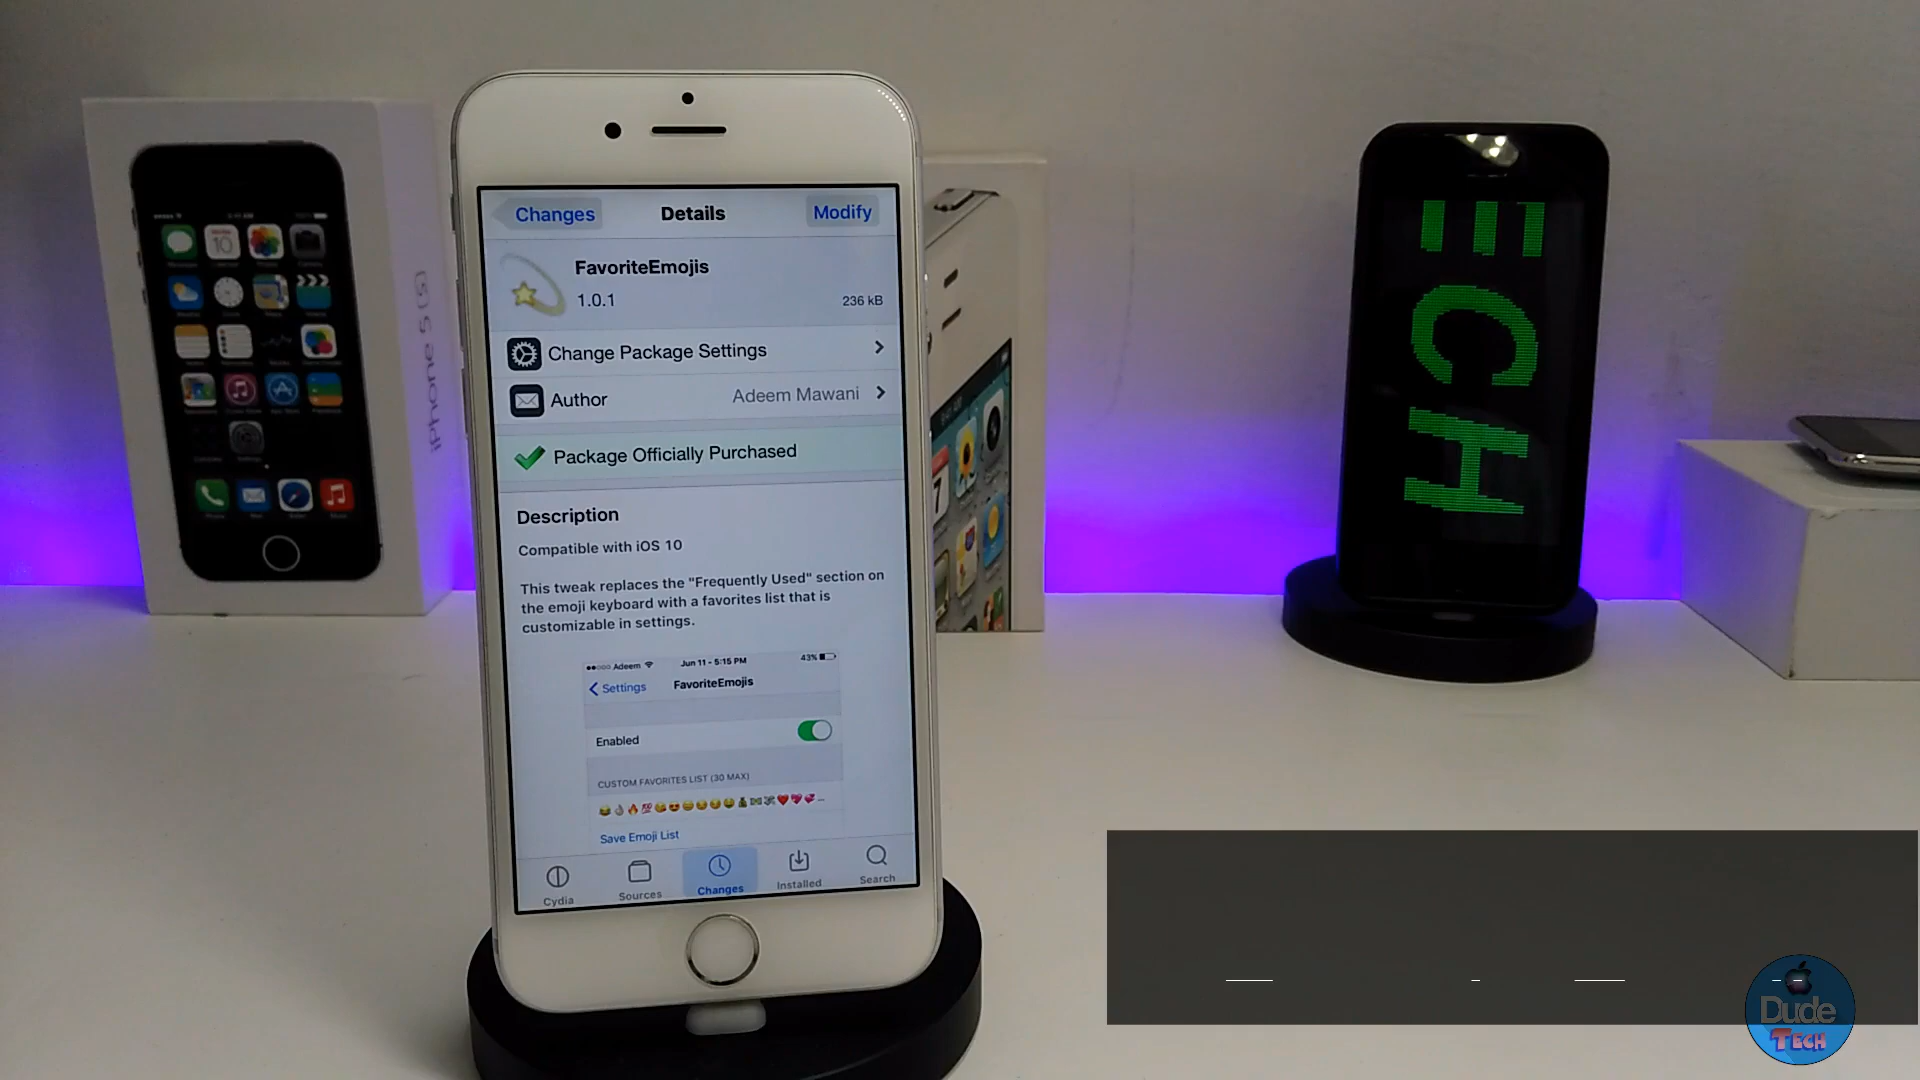 Changes
Details
Modify
FavoriteEmojis
1.0.1
236 kB
Change Package Settings
Author
Adeem Mawani
Package Officially Purchased
Description
Compatible with iOS 10
This tweak replaces the "Frequently Used" section on
the emoji keyboard with a favorites list that is
customizable in settings.
Adeem
Jun 11 - 5:15 PM
43%
Settings
FavoriteEmojis
Enabled
CUSTOM FAVORITES LIST (30 MAX)
Save Emoji List
Cydia
Sources
Changes
Installed
Search
iPhone 5 (S)
ECH
Dude
TECH